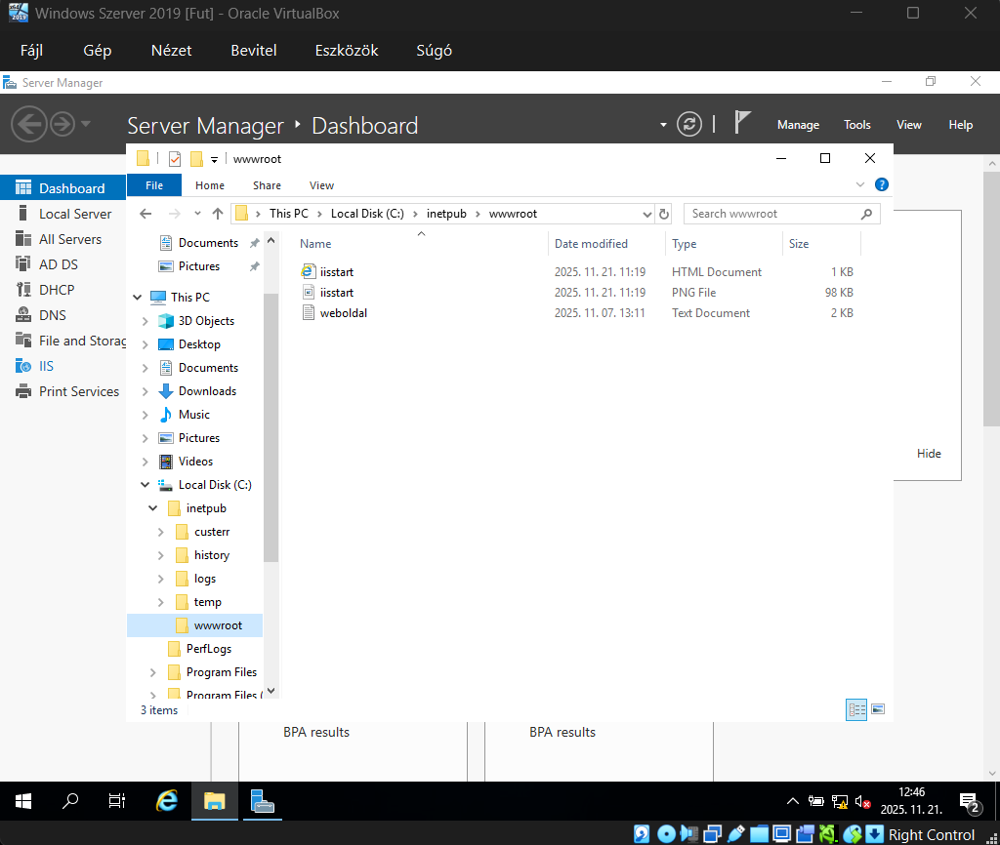 Windows Szerver 2019 [Fut] - Oracle VirtualBox
Fájl Gép Nézet Bevitel Eszközök Súgó
Server Manager
Server Manager Dashboard
Manage Tools View Help
wwwroot
File Home Share View
This PC Local Disk (C:) inetpub wwwroot
Search wwwroot
Dashboard
Local Server
All Servers
AD DS
DHCP
DNS
File and Storag
IIS
Print Services
Documents
Pictures
This PC
3D Objects
Desktop
Documents
Downloads
Music
Pictures
Videos
Local Disk (C:)
inetpub
custerr
history
logs
temp
wwwroot
PerfLogs
Program Files
Program Files (
Name Date modified Type Size
iisstart 2025. 11. 21. 11:19 HTML Document 1 KB
iisstart 2025. 11. 21. 11:19 PNG File 98 KB
weboldal 2025. 11. 07. 13:11 Text Document 2 KB
Hide
3 items
BPA results
BPA results
12:46
2025. 11. 21.
2
Right Control